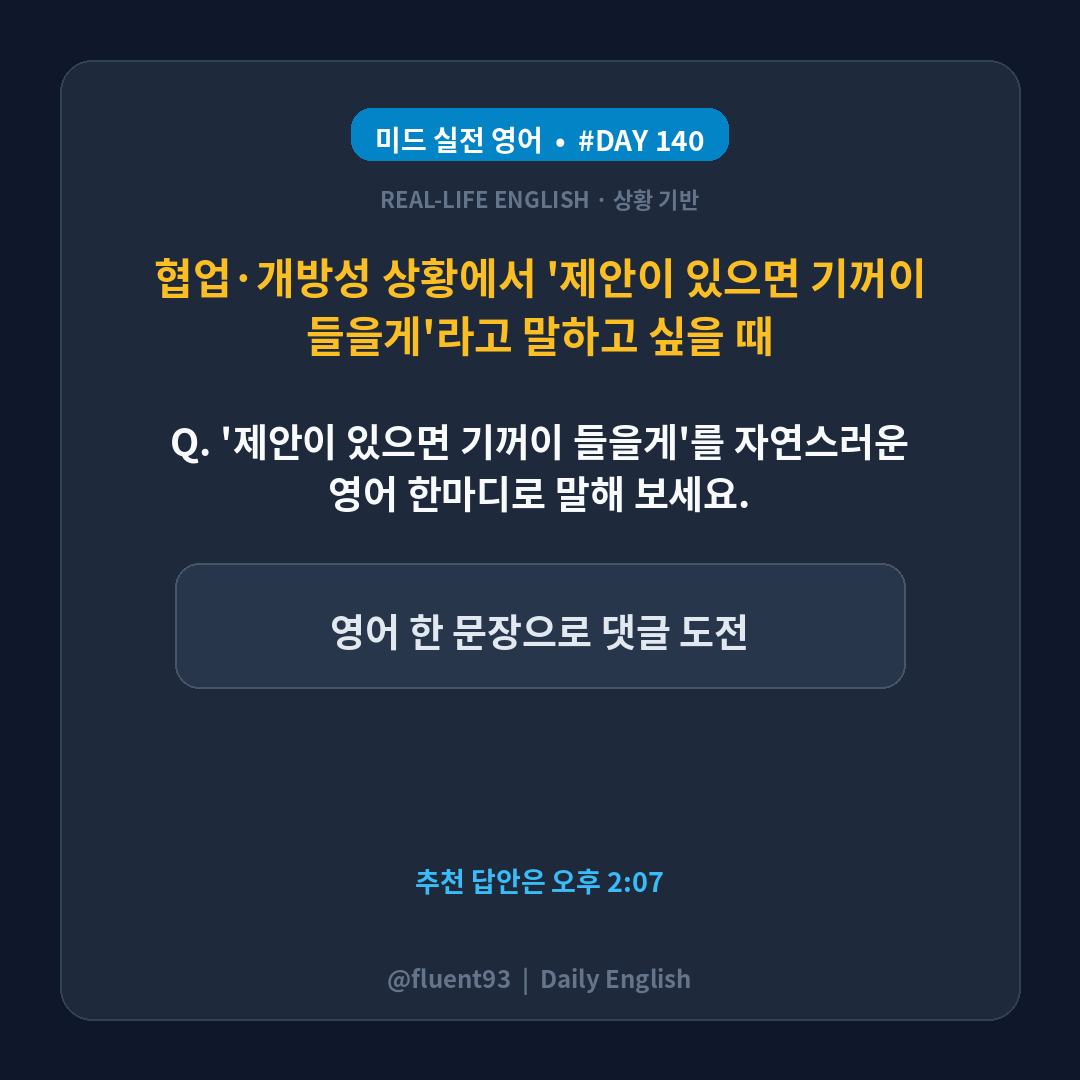 미드 실전 영어 • #DAY 140
REAL-LIFE ENGLISH · 상황 기반
협업·개방성 상황에서 '제안이 있으면 기꺼이
들을게'라고 말하고 싶을 때
Q. '제안이 있으면 기꺼이 들을게'를 자연스러운
영어 한마디로 말해 보세요.
영어 한 문장으로 댓글 도전
추천 답안은 오후 2:07
@fluent93 | Daily English